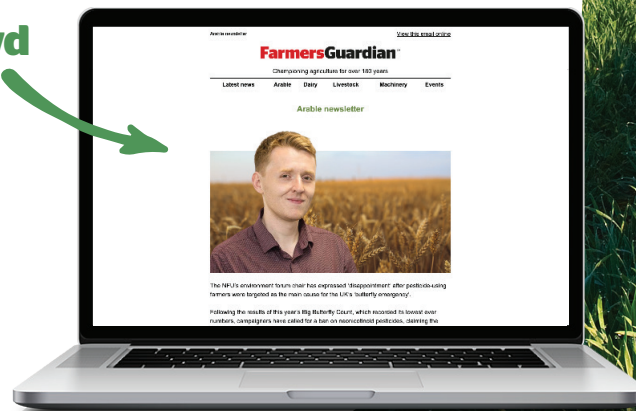 Arable newsletter
View this email online
FarmersGuardian
Championing agriculture for over 180 years
Latest news Arable Dairy Livestock Machinery Events
Arable newsletter
The NFU's environment forum chair has expressed 'disappointment' after pesticide-using
farmers were targeted as the main cause for the UK's 'butterfly emergency'.
Following the results of this year's Big Butterfly Count, which recorded its lowest ever
numbers, campaigners have called for a ban on neonicotinoid pesticides, claiming the